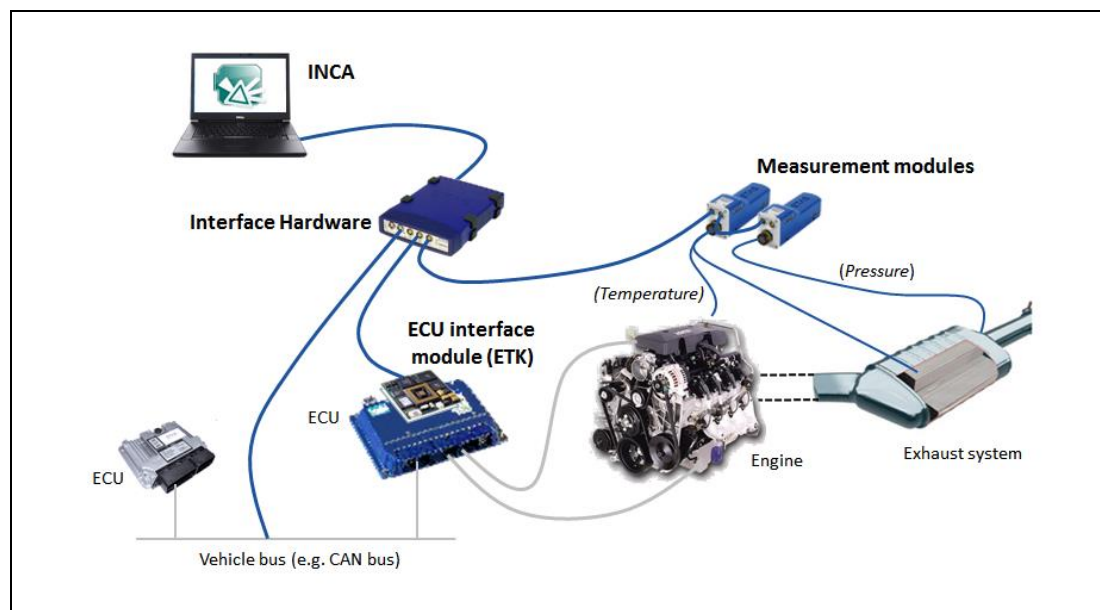 INCA
Measurement modules
Interface Hardware
(Pressure)
(Temperature)
ECU interface
module (ETK)
ECU
ECU
Engine
Exhaust system
Vehicle bus (e.g. CAN bus)